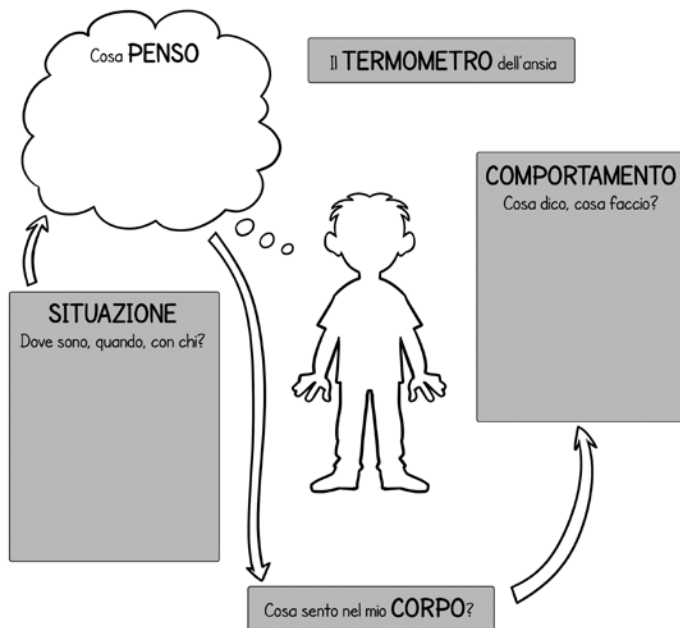 Cosa PENSO
Il TERMOMETRO dell'ansia
COMPORTAMENTO
Cosa dico, cosa faccio?
SITUAZIONE
Dove sono, quando, con chi?
Cosa sento nel mio CORPO?